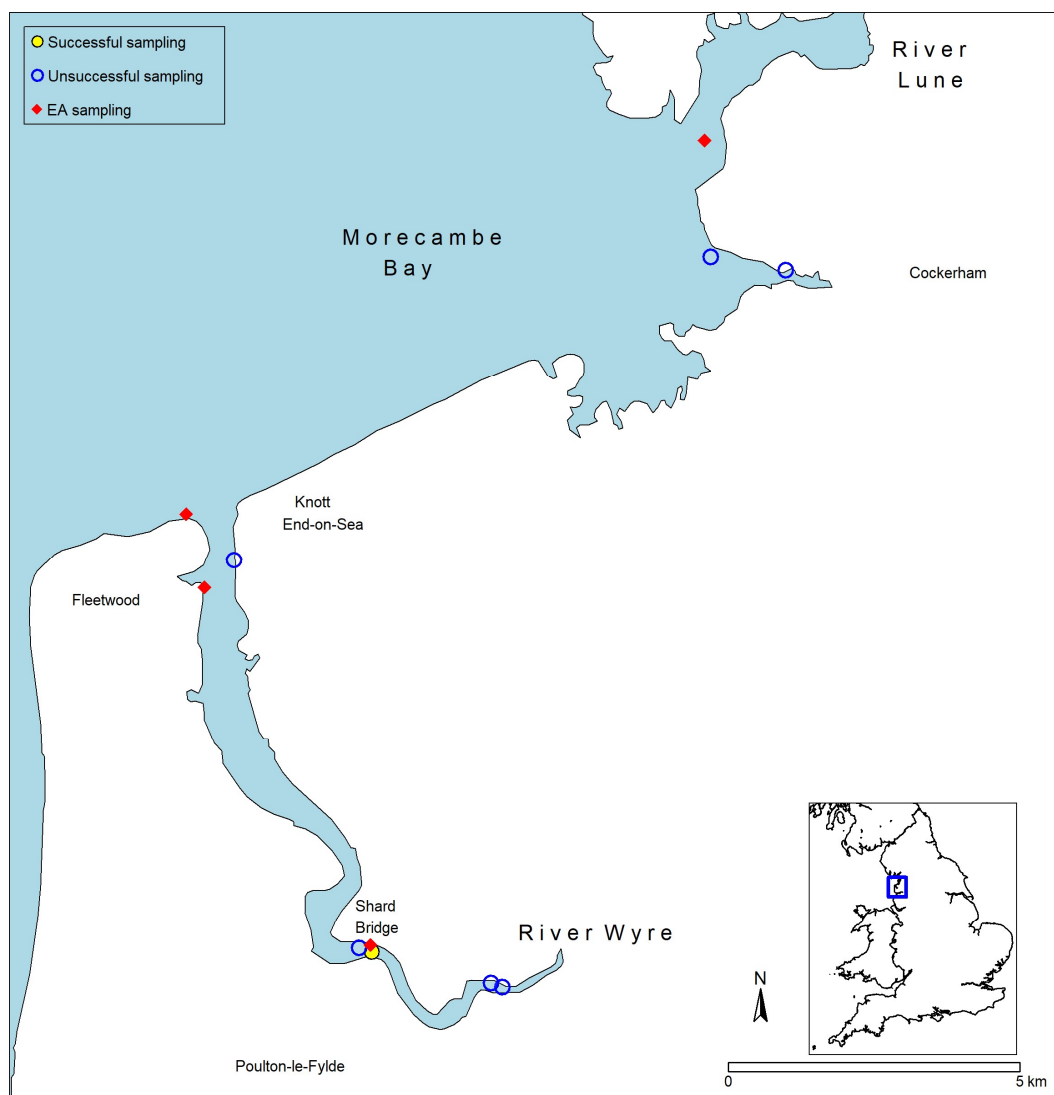 Successful sampling
Unsuccessful sampling
EA sampling
River
Lune
Morecambe
Bay
Cockerham
Knott
End-on-Sea
Fleetwood
Shard
Bridge
River Wyre
Poulton-le-Fylde
N
0
5 km